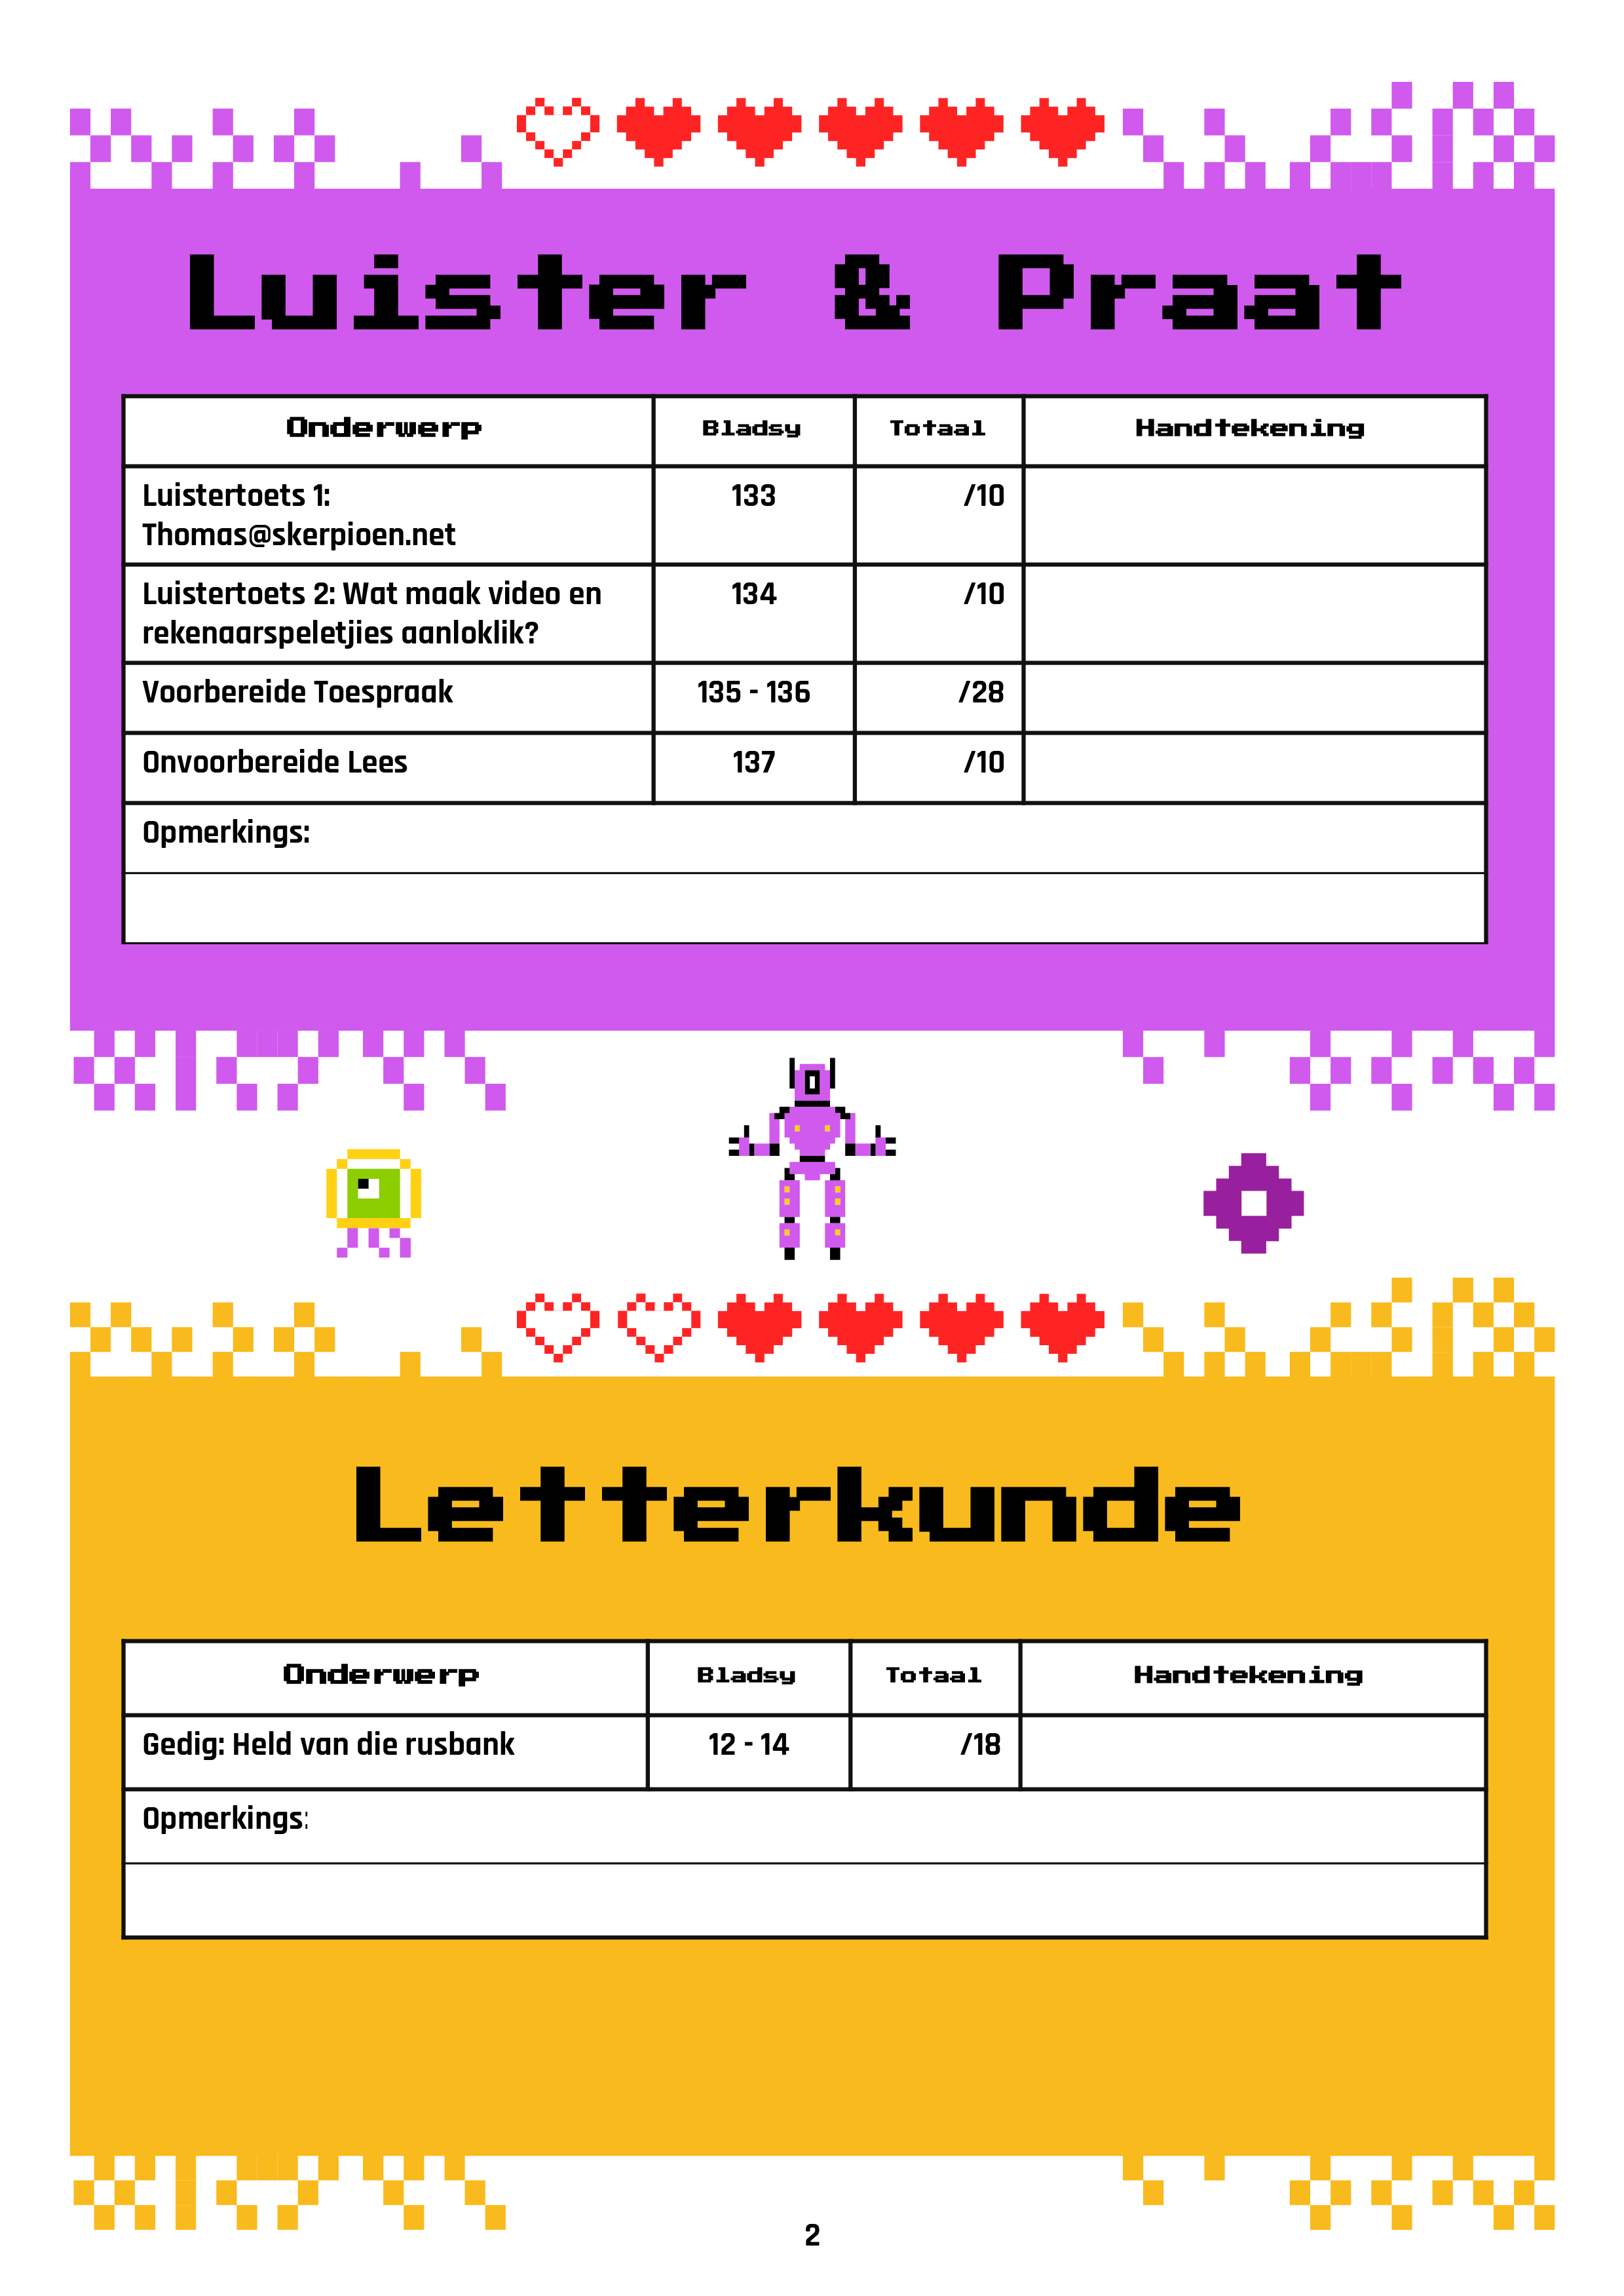 Luister & Praat
Onderwerp Bladsy Totaal Handtekening
Luistertoets 1: 133 /10
Thomas@skerpioen.net
Luistertoets 2: Wat maak video en 134 /10
rekenaarspeletjies aanloklik?
Voorbereide Toespraak 135 - 136 /28
Onvoorbereide Lees 137 /10
Opmerkings:
Letterkunde
Onderwerp Bladsy Totaal Handtekening
Gedig: Held van die rusbank 12 - 14 /18
Opmerkings:
2